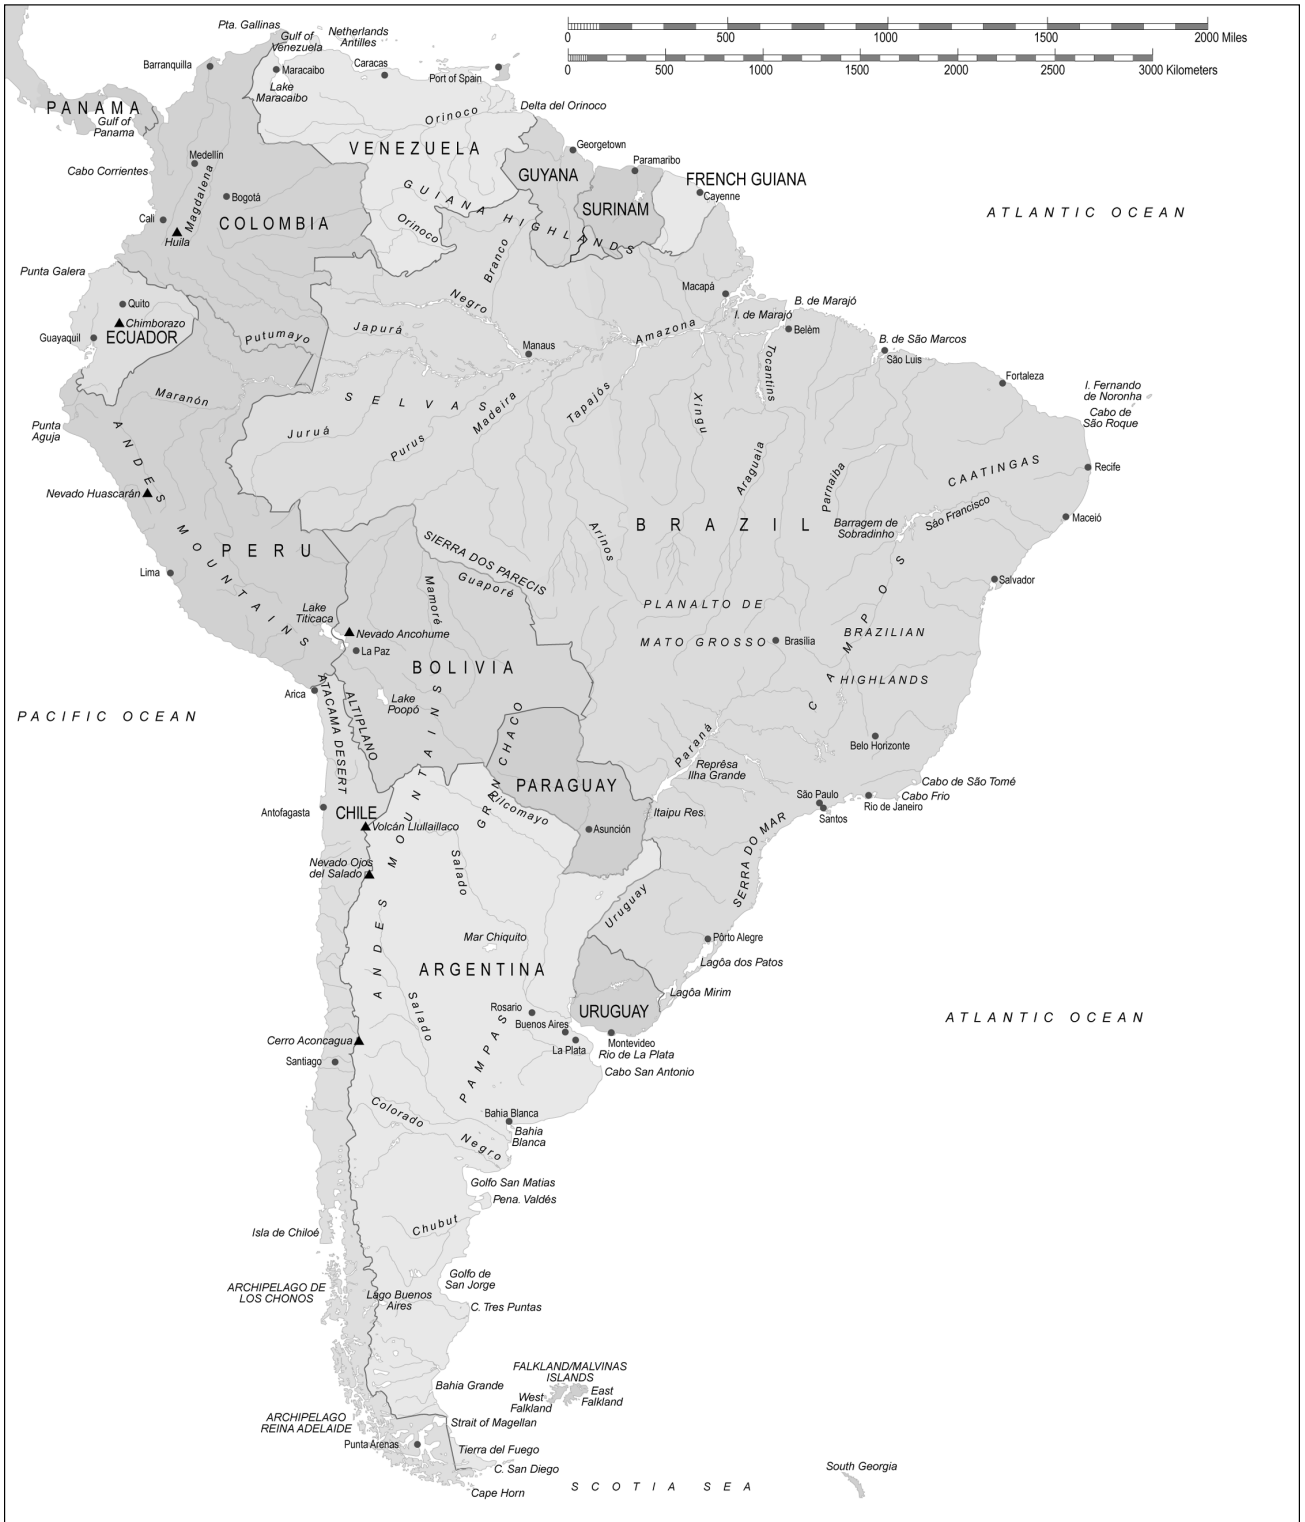 Pta. Gallinas
Gulf of
Venezuela
Netherlands
Antilles
0 500 1000 1500 2000 Miles
0 500 1000 1500 2000 2500 3000 Kilometers
Barranquilla
Maracaibo
Caracas
Port of Spain
Lake
Maracaibo
PANAMA
Gulf of
Panama
Orinoco
Delta del Orinoco
VENEZUELA
Georgetown
Medellín
Paramaribo
Cabo Corrientes
Magdalena
GUYANA
FRENCH GUIANA
Cayenne
GUIANA HIGHLANDS
Bogotá
SURINAM
ATLANTIC OCEAN
Cali
COLOMBIA
Orinoco
Huila
Branco
Punta Galera
Macapá
Negro
B. de Marajó
Quito
I. de Marajó
Chimborazo
Japurá
Amazona
Belèm
Guayaquil
ECUADOR
Putumayo
Manaus
B. de São Marcos
São Luis
Tocantins
Fortaleza
I. Fernando
de Noronha
Maranón
SELVAS
Madeira
Tapajós
Xingu
Cabo de
São Roque
Punta
Aguja
Juruá
Purus
Araguaia
Parnaiba
CAATINGAS
Recife
ANDES MOUNTAINS
Nevado Huascarán
São Francisco
Maceió
Arinos
BRAZIL
Barragem de
Sobradinho
PERU
SIERRA DOS PARECIS
Lima
Guaporé
Mamoré
Salvador
Lake
Titicaca
PLANALTO DE
MATO GROSSO
Brasília
CAMPOS
BRAZILIAN
HIGHLANDS
Nevado Ancohume
La Paz
BOLIVIA
Arica
ATACAMA DESERT
ALTIPLANO
Lake
Poopó
PACIFIC OCEAN
GRAN CHACO
Paraná
Belo Horizonte
Reprêsa
Ilha Grande
PARAGUAY
Cabo de São Tomé
Cabo Frio
São Paulo
Rio de Janeiro
Santos
Pilcomayo
Itaipu Res.
Antofagasta
CHILE
Volcán Llullaillaco
Asunción
Nevado Ojos
del Salado
Salado
SERRA DO MAR
ANDES MOUNTAINS
Uruguay
Mar Chiquito
Pôrto Alegre
ARGENTINA
Lagôa dos Patos
Salado
Lagôa Mirim
Rosario
URUGUAY
Buenos Aires
ATLANTIC OCEAN
Cerro Aconcagua
La Plata
Montevideo
Rio de La Plata
Santiago
PAMPAS
Cabo San Antonio
Colorado
Bahia Blanca
Bahia
Blanca
Negro
Golfo San Matias
Pena. Valdés
Isla de Chiloé
Chubut
Golfo de
San Jorge
ARCHIPELAGO DE
LOS CHONOS
Lago Buenos
Aires
C. Tres Puntas
FALKLAND/MALVINAS
ISLANDS
Bahia Grande
West
Falkland
East
Falkland
ARCHIPELAGO
REINA ADELAIDE
Strait of Magellan
Punta Arenas
Tierra del Fuego
C. San Diego
South Georgia
SCOTIA SEA
Cape Horn